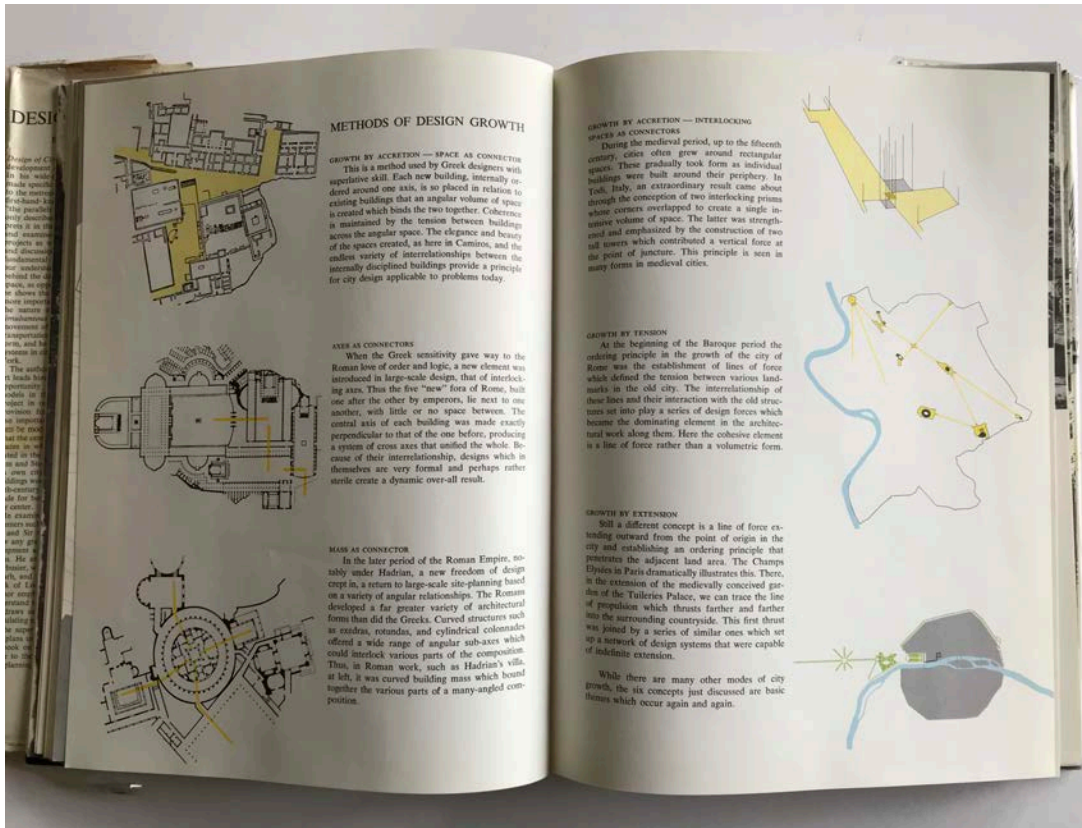 DESIG
Design of Ci
METHODS OF DESIGN GROWTH
GROWTH BY ACCRETION — SPACE AS CONNECTOR
This is a method used by Greek designers with
superlative skill. Each new building, internally or-
dered around one axis, is so placed in relation to
existing buildings that an angular volume of space
is created which binds the two together. Coherence
is maintained by the tension between buildings
across the angular space. The elegance and beauty
of the spaces created, as here in Camiros, and the
endless variety of interrelationships between the
internally disciplined buildings provide a principle
for city design applicable to problems today.
AXES AS CONNECTORS
When the Greek sensitivity gave way to the
Roman love of order and logic, a new element was
introduced in large-scale design, that of interlock-
ing axes. Thus the five "new" fora of Rome, built
one after the other by emperors, lie next to one
another, with little or no space between. The
central axis of each building was made exactly
perpendicular to that of the one before, producing
a system of cross axes that unified the whole. Be-
cause of their interrelationship, designs which in
themselves are very formal and perhaps rather
sterile create a dynamic over-all result.
MASS AS CONNECTOR
In the later period of the Roman Empire, no-
tably under Hadrian, a new freedom of design
crept in, a return to large-scale site-planning based
on a variety of angular relationships. The Romans
developed a far greater variety of architectural
forms than did the Greeks. Curved structures such
as exedras, rotundas, and cylindrical colonnades
offered a wide range of angular sub-axes which
could interlock various parts of the composition.
Thus, in Roman work, such as Hadrian's villa,
at left, it was curved building mass which bound
together the various parts of a many-angled com-
position.
GROWTH BY ACCRETION — INTERLOCKING
SPACES AS CONNECTORS
During the medieval period, up to the fifteenth
century, cities often grew around rectangular
spaces. These gradually took form as individual
buildings were built around their periphery. In
Todi, Italy, an extraordinary result came about
through the conception of two interlocking prisms
whose corners overlapped to create a single in-
tensive volume of space. The latter was strength-
ened and emphasized by the construction of two
tall towers which contributed a vertical force at
the point of juncture. This principle is seen in
many forms in medieval cities.
GROWTH BY TENSION
At the beginning of the Baroque period the
ordering principle in the growth of the city of
Rome was the establishment of lines of force
which defined the tension between various land-
marks in the old city. The interrelationship of
these lines and their interaction with the old struc-
tures set into play a series of design forces which
became the dominating element in the architec-
tural work along them. Here the cohesive element
is a line of force rather than a volumetric form.
GROWTH BY EXTENSION
Still a different concept is a line of force ex-
tending outward from the point of origin in the
city and establishing an ordering principle that
penetrates the adjacent land area. The Champs
Elysées in Paris dramatically illustrates this. There,
in the extension of the medievally conceived gar-
den of the Tuileries Palace, we can trace the line
of propulsion which thrusts farther and farther
into the surrounding countryside. This first thrust
was joined by a series of similar ones which set
up a network of design systems that were capable
of indefinite extension.
While there are many other modes of city
growth, the six concepts just discussed are basic
themes which occur again and again.